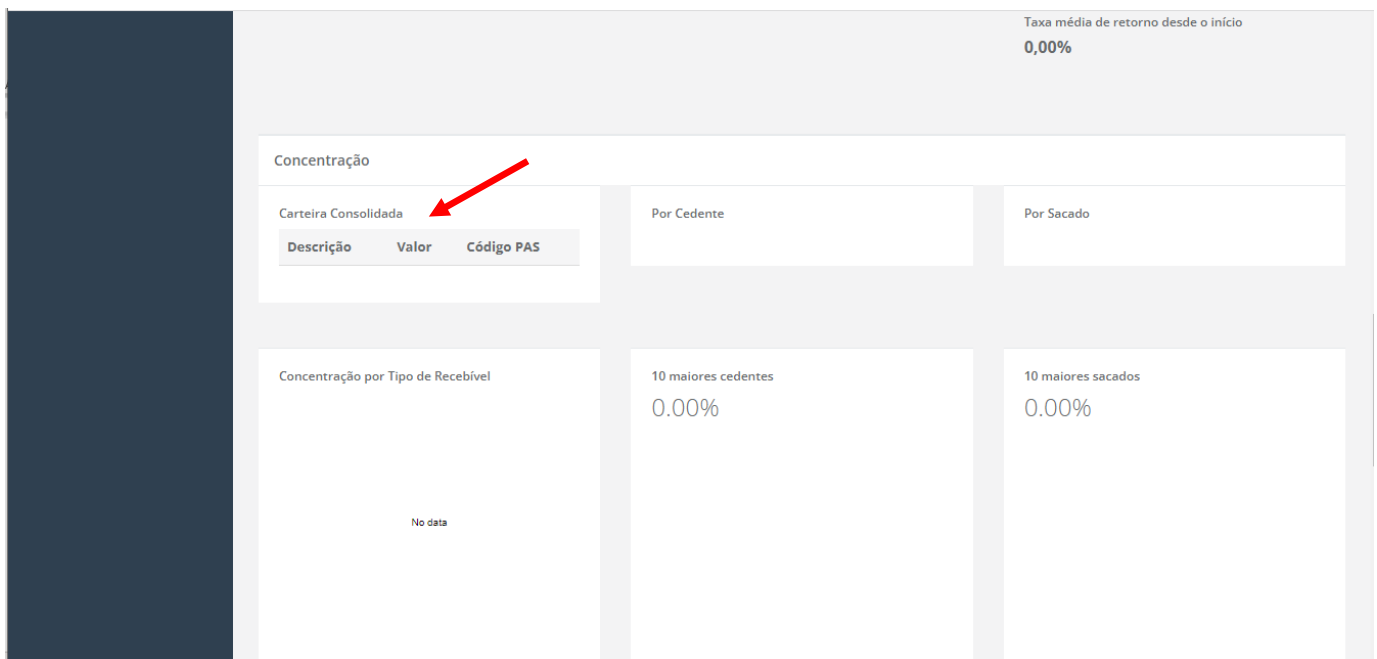 Taxa média de retorno desde o início
0,00%
Concentração
Carteira Consolidada
Descrição Valor Código PAS
Por Cedente
Por Sacado
Concentração por Tipo de Recebível
No data
10 maiores cedentes
0.00%
10 maiores sacados
0.00%